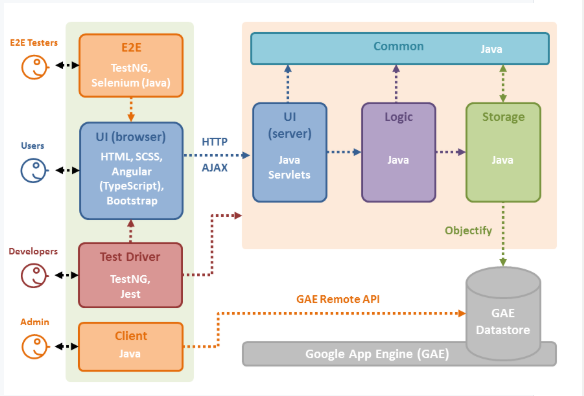 E2E Testers
E2E
TestNG,
Selenium (Java)
Common
Java
Users
UI (browser)
HTML, SCSS,
Angular
(TypeScript),
Bootstrap
HTTP
AJAX
UI
(server)
Java
Servlets
Logic
Java
Storage
Java
Developers
Test Driver
TestNG,
Jest
Objectify
Admin
Client
Java
GAE Remote API
GAE
Datastore
Google App Engine (GAE)